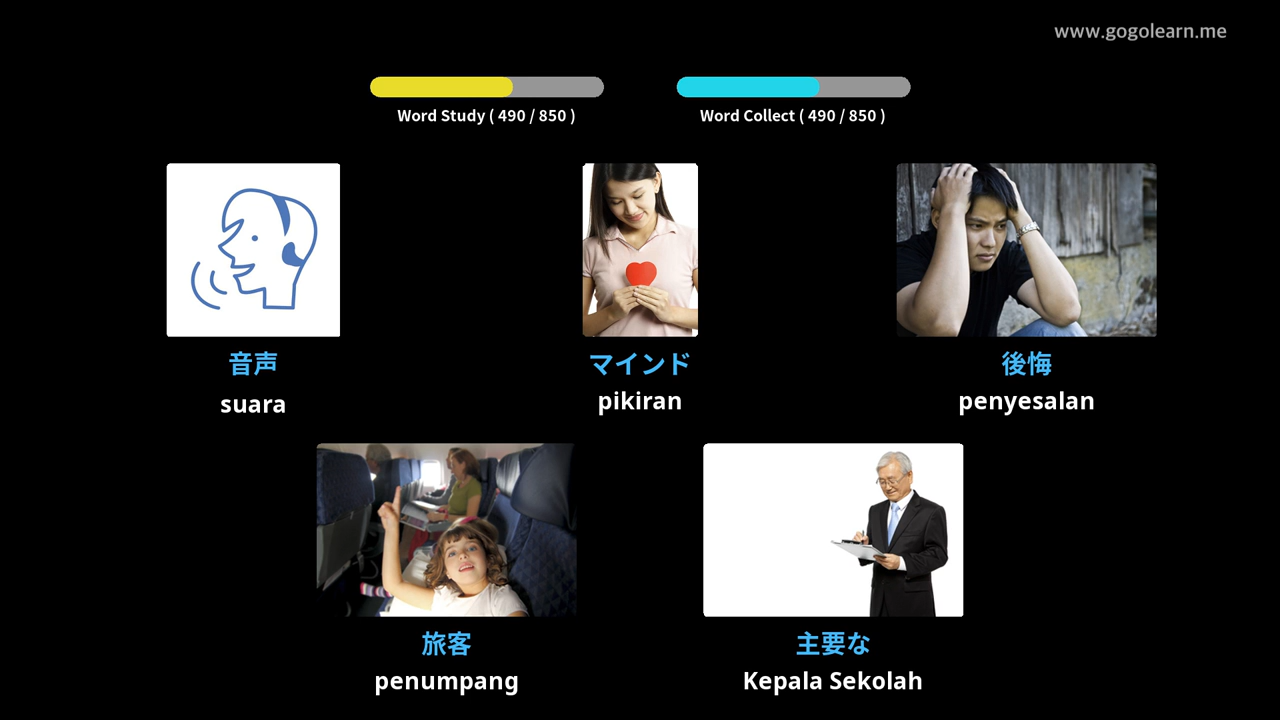 www.gogolearn.me
Word Study ( 490 / 850 )
Word Collect ( 490 / 850 )
音声
suara
マインド
pikiran
後悔
penyesalan
旅客
penumpang
主要な
Kepala Sekolah